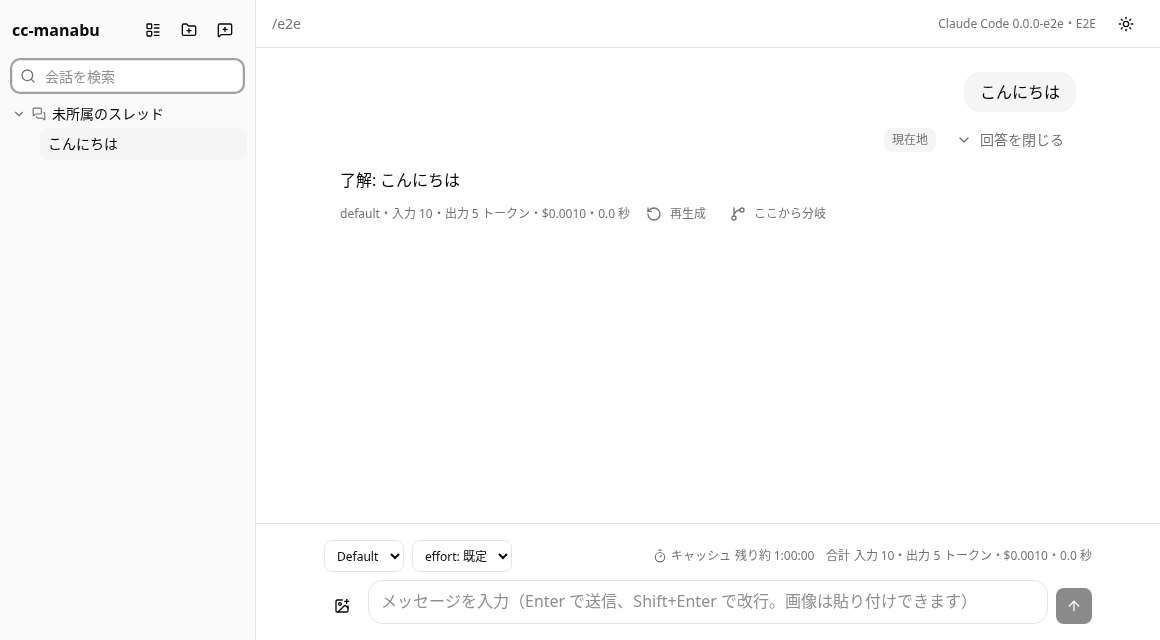 cc-manabu
会話を検索
未所属のスレッド
こんにちは
/e2e
Claude Code 0.0.0-e2e・E2E
こんにちは
現在地 回答を閉じる
了解: こんにちは
default・入力 10・出力 5 トークン・$0.0010・0.0 秒 再生成 ここから分岐
Default effort: 既定 キャッシュ 残り約 1:00:00 合計 入力 10・出力 5 トークン・$0.0010・0.0 秒
メッセージを入力（Enter で送信、Shift+Enter で改行。画像は貼り付けできます）